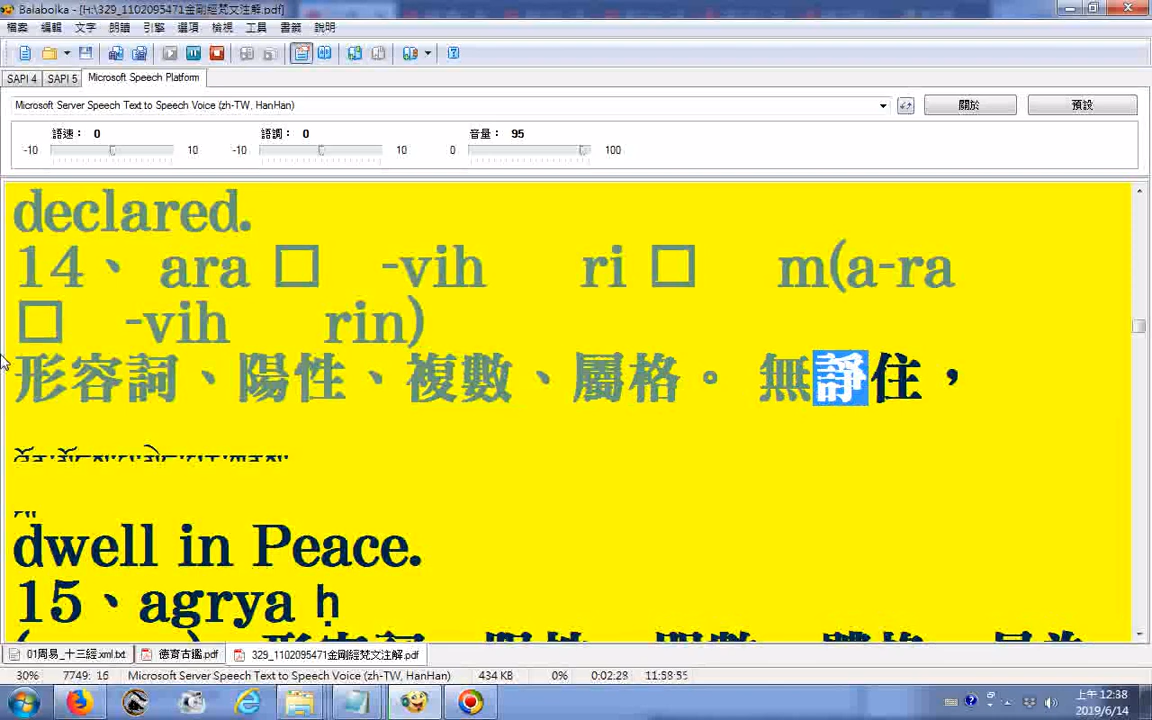 Balabolka - [H:\329_1102095471金剛經梵文注解.pdf]
檔案 編輯 文字 朗讀 引擎 選項 檢視 工具 書籤 說明
SAPI 4 SAPI 5 Microsoft Speech Platform
Microsoft Server Speech Text to Speech Voice (zh-TW, HanHan) 關於 預設
語速： 0 語調： 0 音量： 95
-10 10 -10 10 0 100
declared.
14、 ara □ -vih ri □ m(a-ra
□ -vih rin)
形容詞、陽性、複數、屬格。 無諍住，
dwell in Peace.
15、agrya ḥ
01周易_十三經.xml.txt 德育古鑑.pdf 329_1102095471金剛經梵文注解.pdf
30% 7749: 16 Microsoft Server Speech Text to Speech Voice (zh-TW, HanHan) 434 KB 0% 0:02:28 11:58:55
上午 12:38
2019/6/14